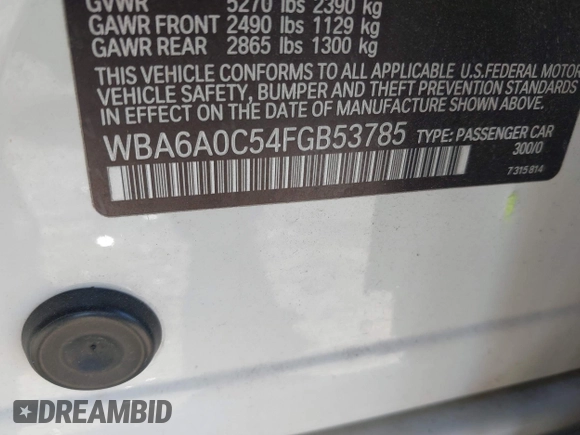 GVWR 5270 lbs 2390 kg
GAWR FRONT 2490 lbs 1129 kg
GAWR REAR 2865 lbs 1300 kg
THIS VEHICLE CONFORMS TO ALL APPLICABLE U.S.FEDERAL MOTOR
VEHICLE SAFETY, BUMPER AND THEFT PREVENTION STANDARDS
IN EFFECT ON THE DATE OF MANUFACTURE SHOWN ABOVE.
WBA6A0C54FGB53785 TYPE: PASSENGER CAR
300/0
7315814
DREAMBID